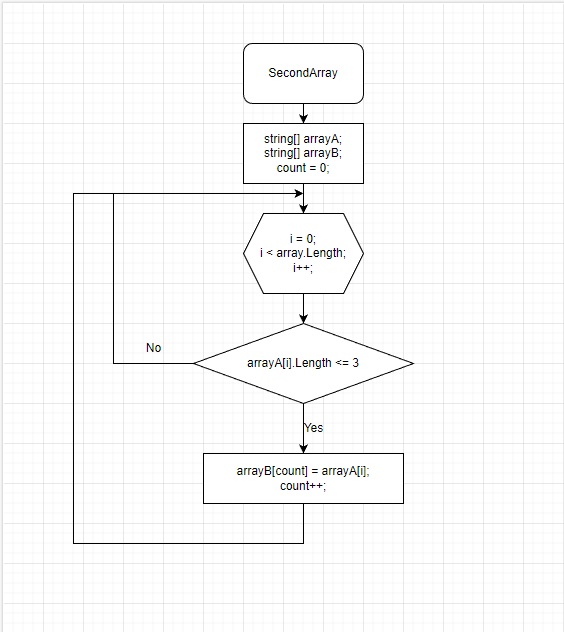 SecondArray
string[] arrayA;
string[] arrayB;
count = 0;
i = 0;
i < array.Length;
i++;
No
arrayA[i].Length <= 3
Yes
arrayB[count] = arrayA[i];
count++;